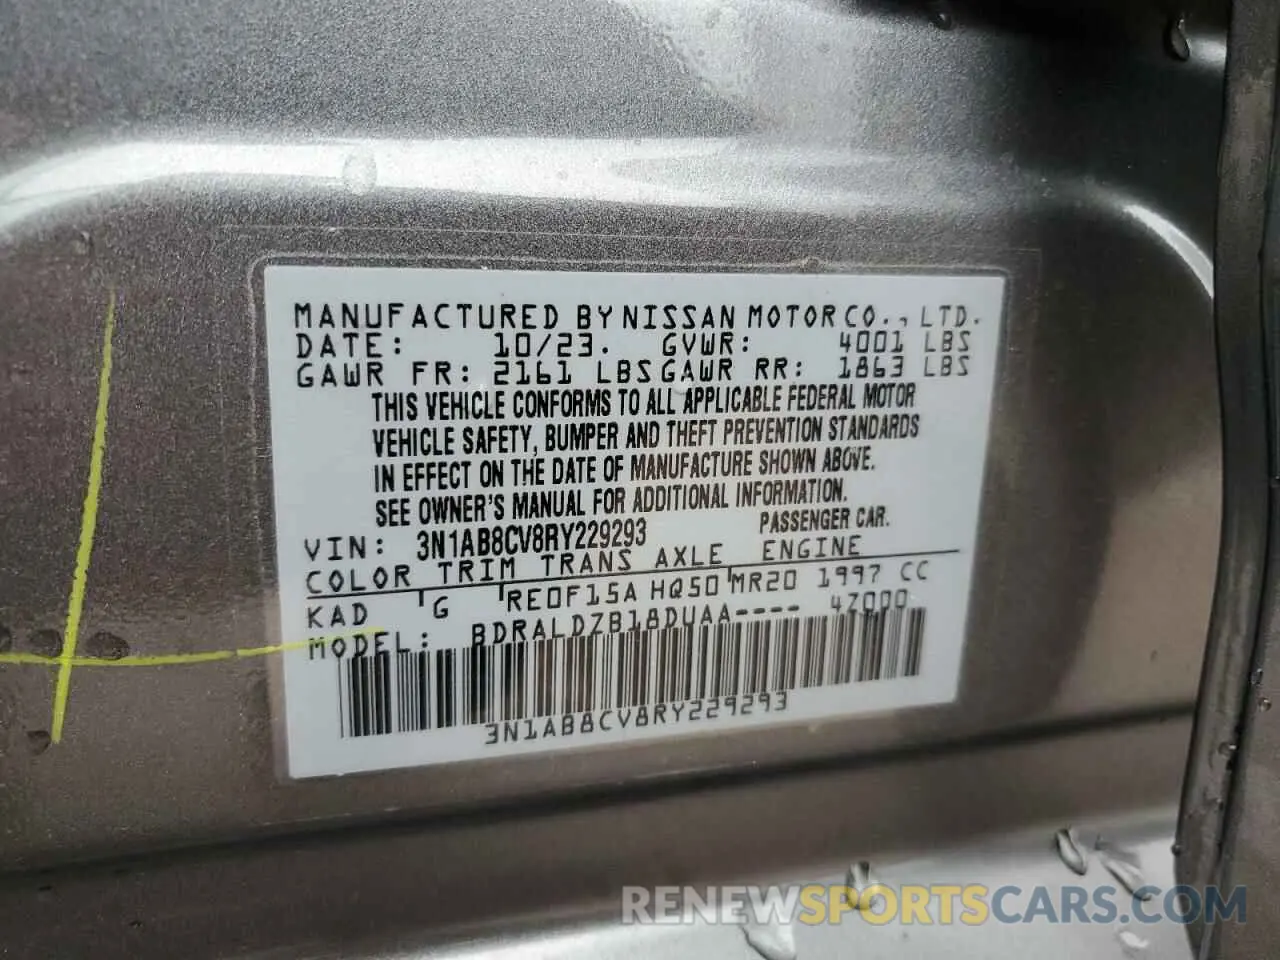 MANUFACTURED BY NISSAN MOTOR CO., LTD.
DATE: 10/23. GVWR: 4001 LBS
GAWR FR: 2161 LBS GAWR RR: 1863 LBS
THIS VEHICLE CONFORMS TO ALL APPLICABLE FEDERAL MOTOR
VEHICLE SAFETY, BUMPER AND THEFT PREVENTION STANDARDS
IN EFFECT ON THE DATE OF MANUFACTURE SHOWN ABOVE.
SEE OWNER'S MANUAL FOR ADDITIONAL INFORMATION.
VIN: 3N1AB8CV8RY229293 PASSENGER CAR.
COLOR TRIM TRANS AXLE ENGINE
KAD G RE0F15A HQ50 MR20 1997 CC
MODEL: BDRALDZB18DUAA---- 4Z000
3N1AB8CV8RY229293
RENEWSPORTSCARS.COM